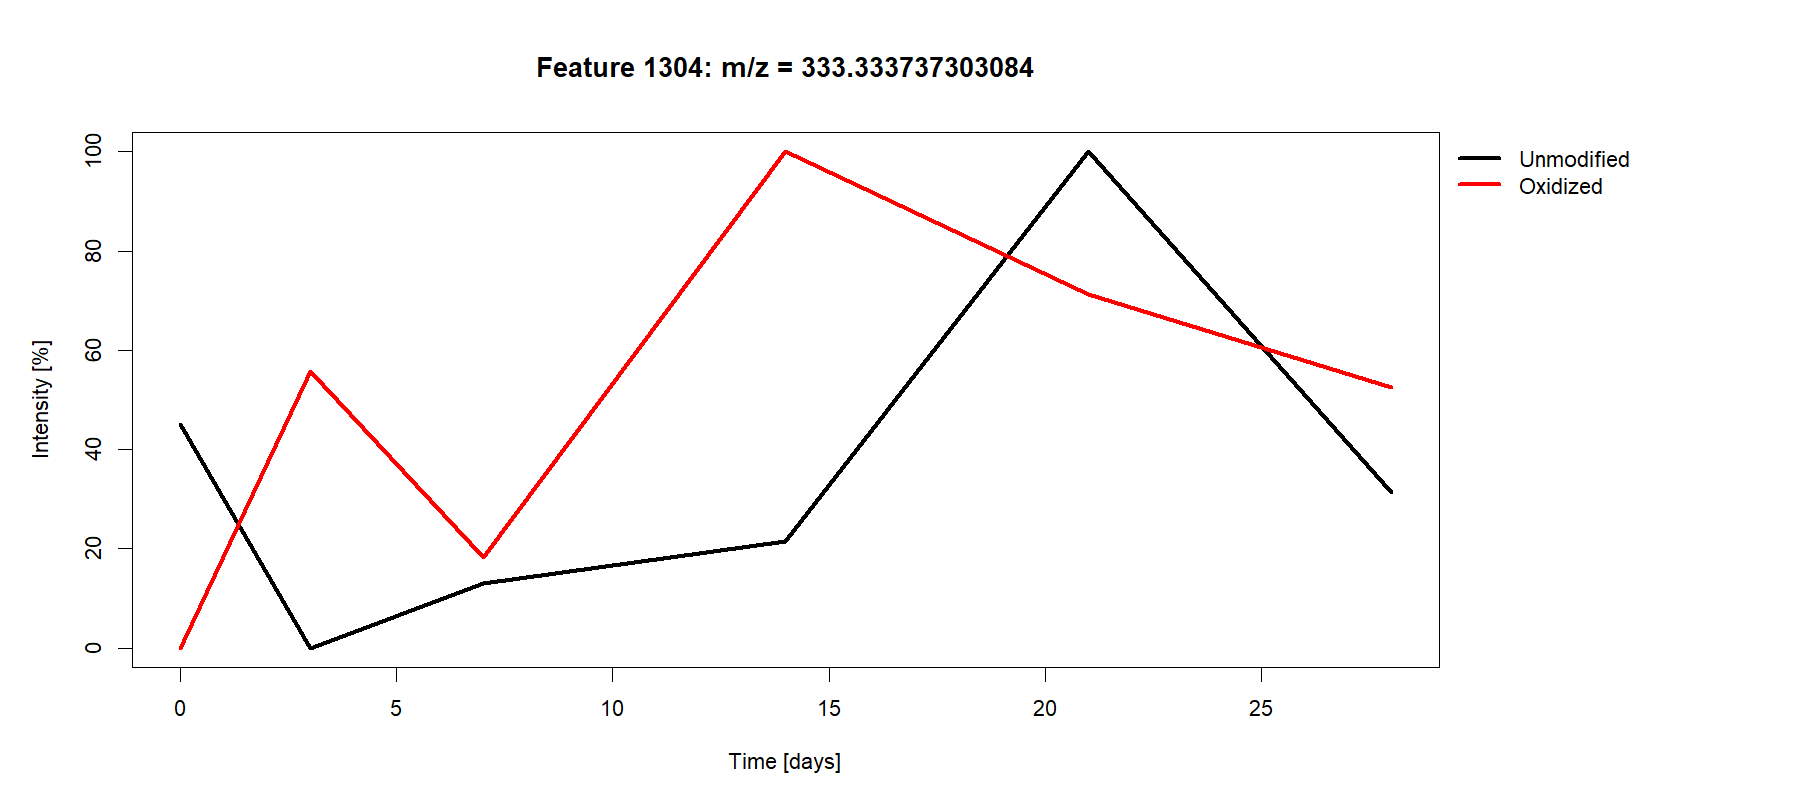 Feature 1304: m/z = 333.333737303084
Unmodified
Oxidized
Intensity [%]
100
80
60
40
20
0
0 5 10 15 20 25
Time [days]